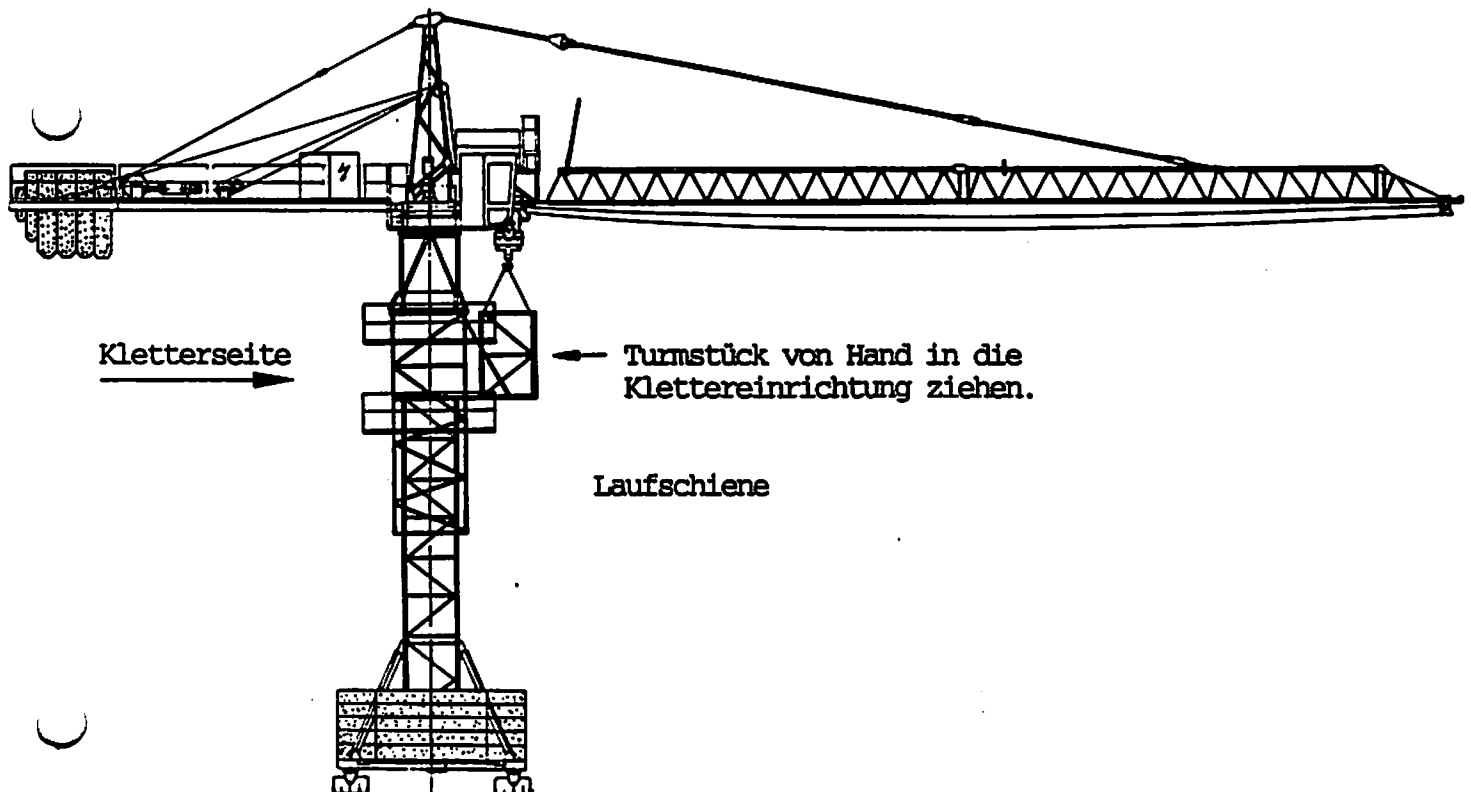 Kletterseite
Turmstück von Hand in die
Klettereinrichtung ziehen.
Laufschiene